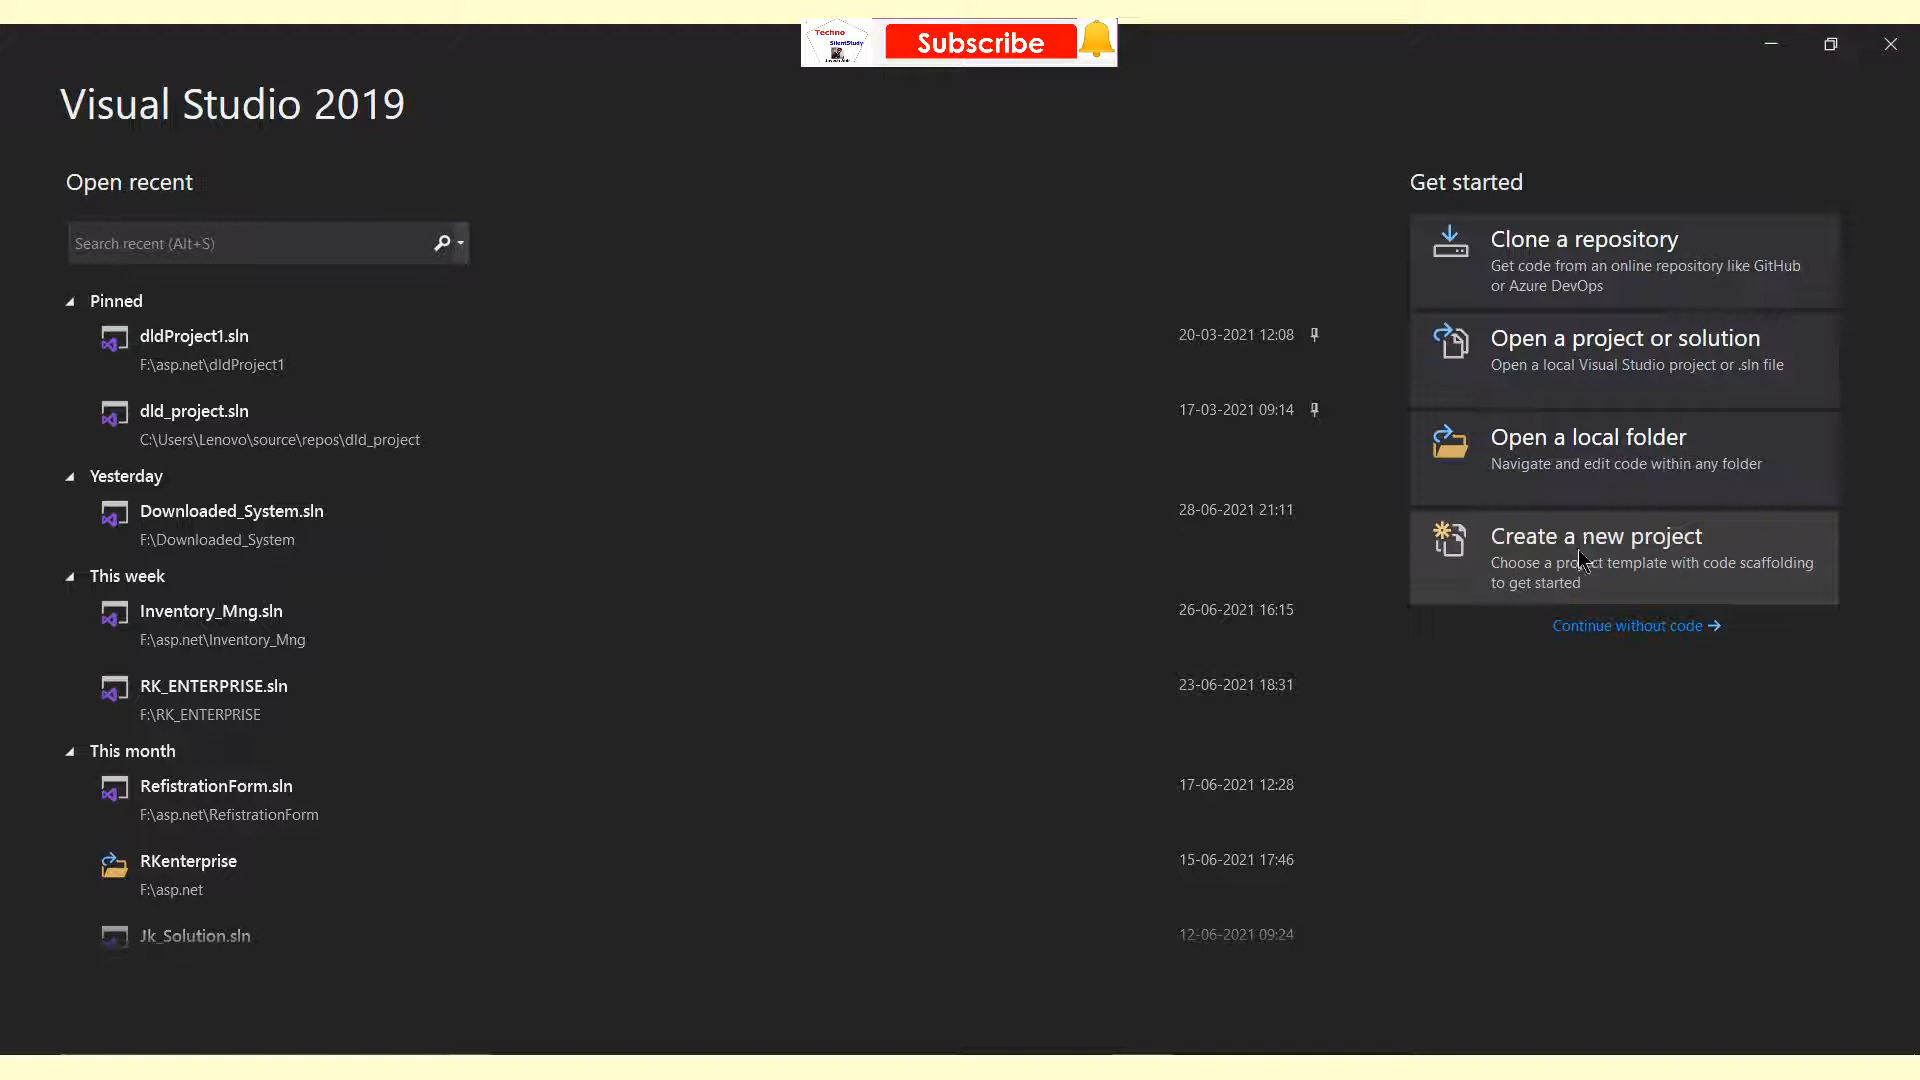 Techno
SilentStudy
Subscribe
Visual Studio 2019
Open recent
Search recent (Alt+S)
Pinned
dldProject1.sln
20-03-2021 12:08
F:\asp.net\dldProject1
dld_project.sln
17-03-2021 09:14
C:\Users\Lenovo\source\repos\dld_project
Yesterday
Downloaded_System.sln
28-06-2021 21:11
F:\Downloaded_System
This week
Inventory_Mng.sln
26-06-2021 16:15
F:\asp.net\Inventory_Mng
RK_ENTERPRISE.sln
23-06-2021 18:31
F:\RK_ENTERPRISE
This month
RefistrationForm.sln
17-06-2021 12:28
F:\asp.net\RefistrationForm
RKenterprise
15-06-2021 17:46
F:\asp.net
Jk_Solution.sln
12-06-2021 09:24
Get started
Clone a repository
Get code from an online repository like GitHub
or Azure DevOps
Open a project or solution
Open a local Visual Studio project or .sln file
Open a local folder
Navigate and edit code within any folder
Create a new project
Choose a project template with code scaffolding
to get started
Continue without code →